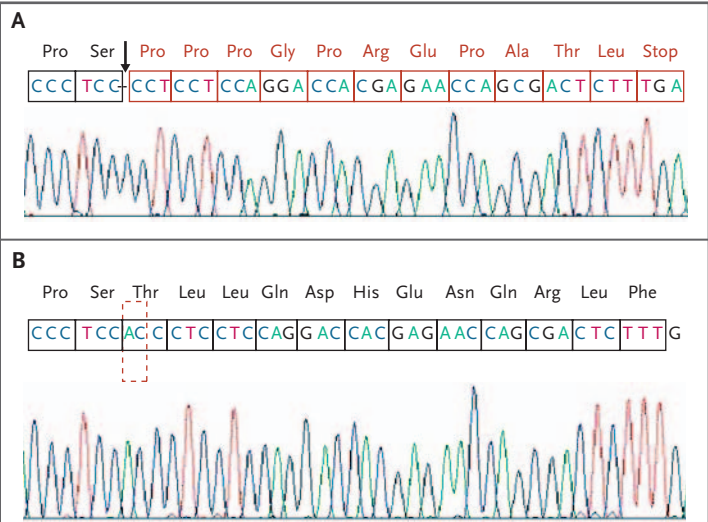 A
Pro Ser Pro Pro Pro Gly Pro Arg Glu Pro Ala Thr Leu Stop
CCC TCC CCT CCT CCA GGA CCA CGA GAA CCA GCG ACT CTT TGA
B
Pro Ser Thr Leu Leu Gln Asp His Glu Asn Gln Arg Leu Phe
CCC TCC ACC CTC CTC CAG GAC CAC GAG AAC CAG CGA CTC TTT G